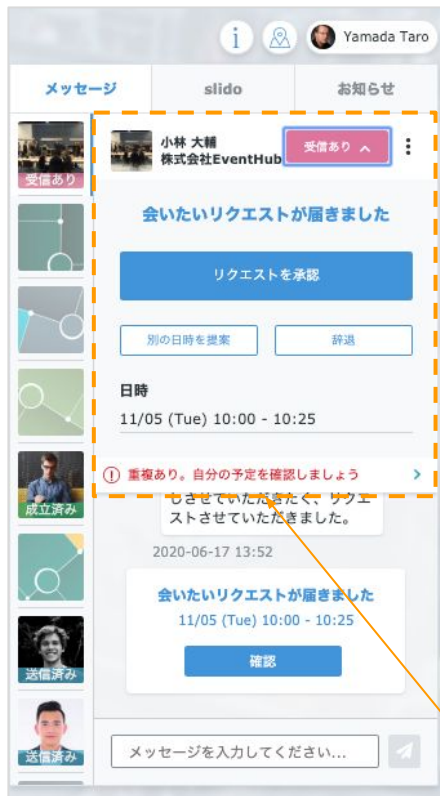 i
Yamada Taro
メッセージ
slido
お知らせ
受信あり
小林 大輔
株式会社EventHub
受信あり
会いたいリクエストが届きました
リクエストを承認
別の日時を提案
辞退
日時
11/05 (Tue) 10:00 - 10:25
重複あり。自分の予定を確認しましょう
成立済み
しさせていただきたく、リクエ
ストさせていただきました。
2020-06-17 13:52
会いたいリクエストが届きました
11/05 (Tue) 10:00 - 10:25
確認
送信済み
送信済み
メッセージを入力してください...